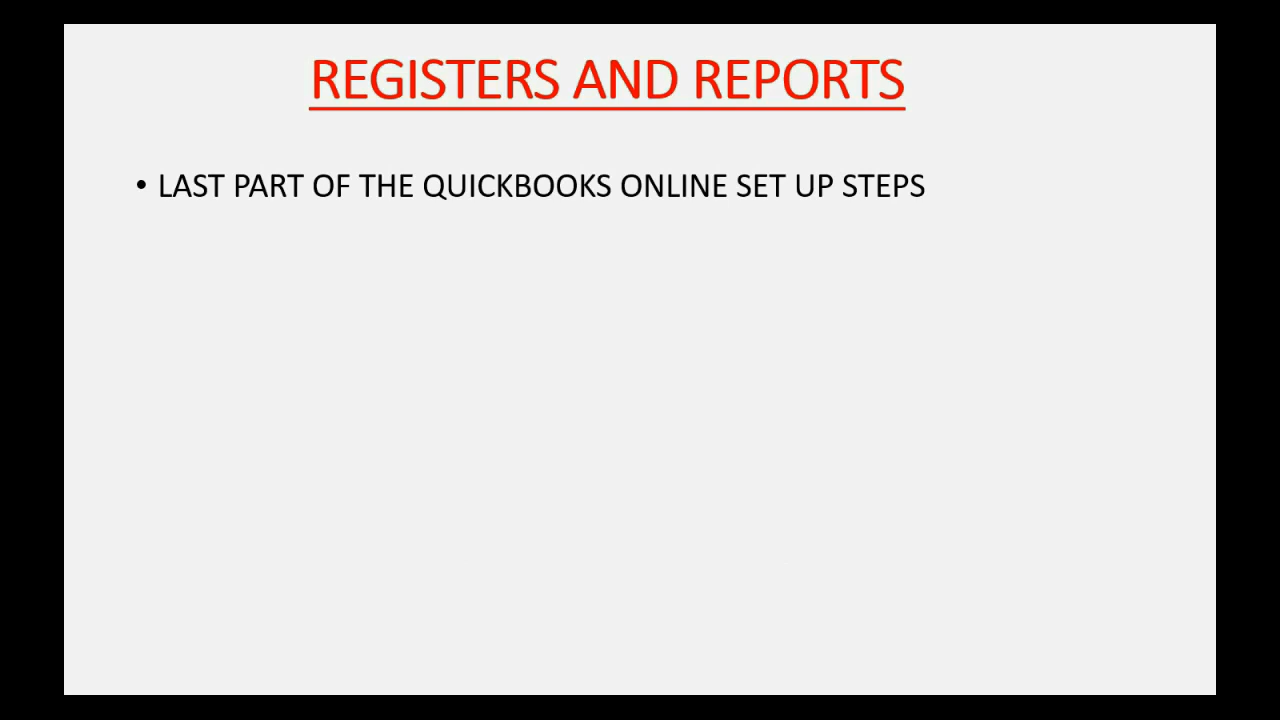 REGISTERS AND REPORTS
• LAST PART OF THE QUICKBOOKS ONLINE SET UP STEPS